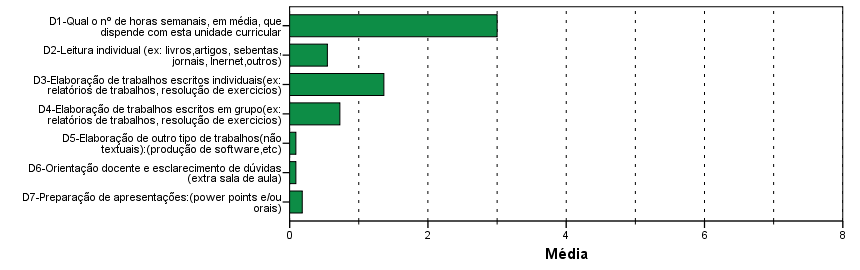 D1-Qual o nº de horas semanais, em média, que
dispende com esta unidade curricular
D2-Leitura individual (ex: livros,artigos, sebentas,
jornais, Inernet,outros)
D3-Elaboração de trabalhos escritos individuais(ex:
relatórios de trabalhos, resolução de exercicios)
D4-Elaboração de trabalhos escritos em grupo(ex:
relatórios de trabalhos, resolução de exercicios)
D5-Elaboração de outro tipo de trabalhos(não
textuais):(produção de software,etc)
D6-Orientação docente e esclarecimento de dúvidas
(extra sala de aula)
D7-Preparação de apresentações:(power points e/ou
orais)
0 2 4 6 8
Média